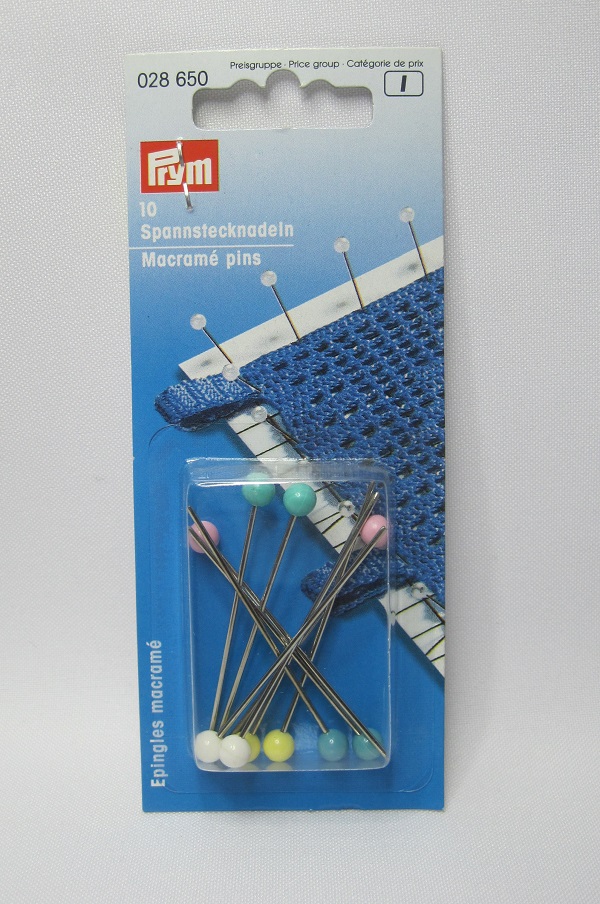 028 650
Preisgruppe · Price group · Catégorie de prix
I
Prym
10
Spannstecknadeln
Macramé pins
Epingles macramé